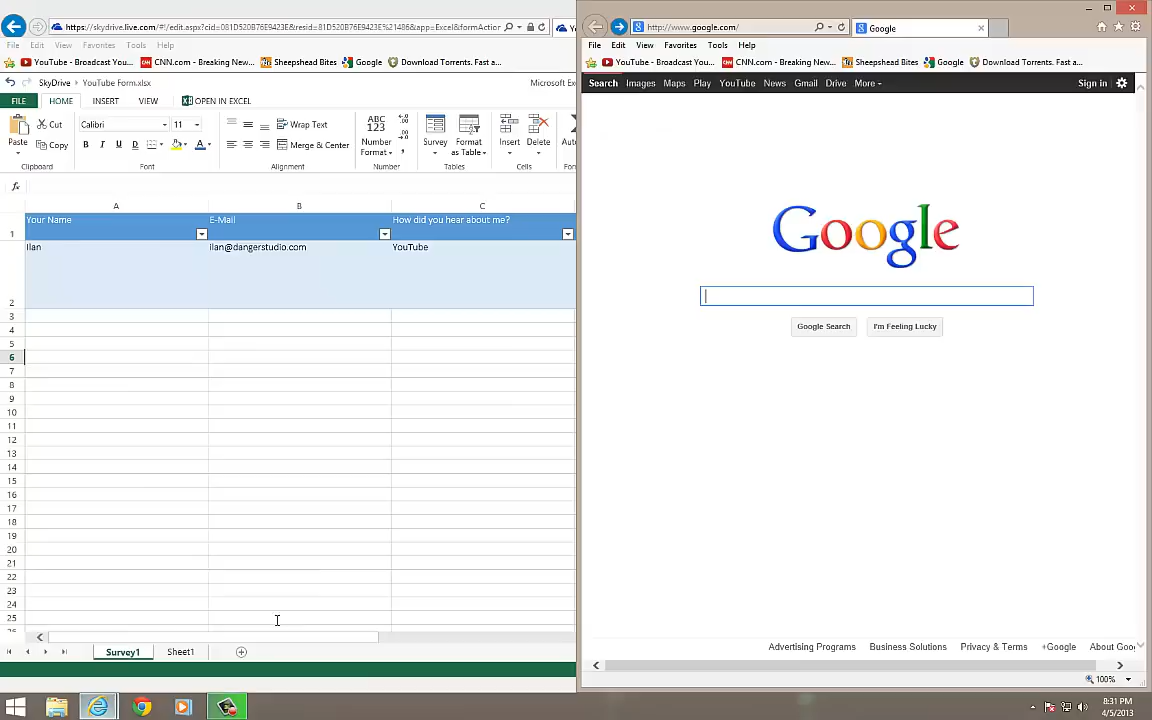 https://skydrive.live.com/#!/edit.aspx?cid=081D520B76E9423E&resid=81D520B76E9423E%21486&app=Excel&formAction
File Edit View Favorites Tools Help
YouTube - Broadcast You... CNN.com - Breaking New... Sheepshead Bites Google Download Torrents, Fast a...
SkyDrive YouTube Form.xlsx Microsoft Ex
FILE HOME INSERT VIEW OPEN IN EXCEL
Paste Cut Copy
Calibri 11
B I U D A
Wrap Text
Merge & Center
ABC 123
Number Format
Survey
Format as Table
Insert Delete
Clipboard Font Alignment Number Tables Cells
fx
A B C
1 Your Name E-Mail How did you hear about me?
2 Ilan ilan@dangerstudio.com YouTube
3
4
5
6
7
8
9
10
11
12
13
14
15
16
17
18
19
20
21
22
23
24
25
Survey1 Sheet1
http://www.google.com/ Google
File Edit View Favorites Tools Help
YouTube - Broadcast You... CNN.com - Breaking New... Sheepshead Bites Google Download Torrents, Fast a...
Search Images Maps Play YouTube News Gmail Drive More Sign in
Google
Google Search I'm Feeling Lucky
Advertising Programs Business Solutions Privacy & Terms +Google About Goog
100%
8:31 PM
4/5/2013